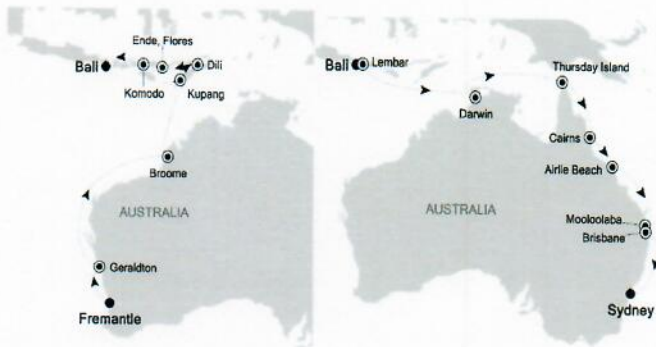 Ende, Flores
Bali
Dili
Komodo
Kupang
Broome
AUSTRALIA
Geraldton
Fremantle
Bali
Lembar
Thursday Island
Darwin
Cairns
Airlie Beach
AUSTRALIA
Mooloolaba
Brisbane
Sydney